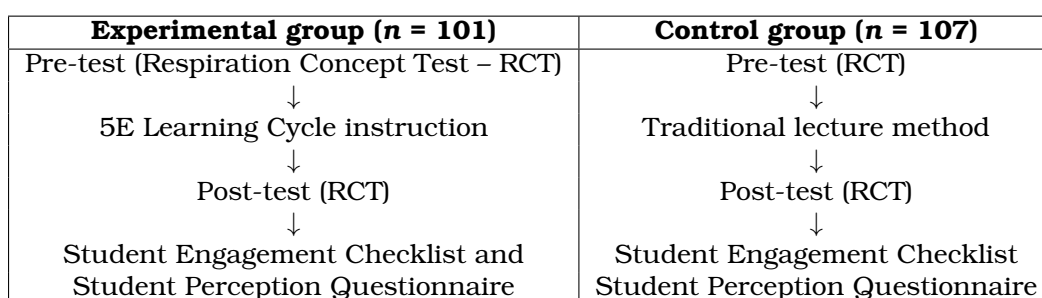 Experimental group (n = 101)
Control group (n = 107)
Pre-test (Respiration Concept Test – RCT)
Pre-test (RCT)
↓
↓
5E Learning Cycle instruction
Traditional lecture method
↓
↓
Post-test (RCT)
Post-test (RCT)
↓
↓
Student Engagement Checklist and
Student Engagement Checklist
Student Perception Questionnaire
Student Perception Questionnaire